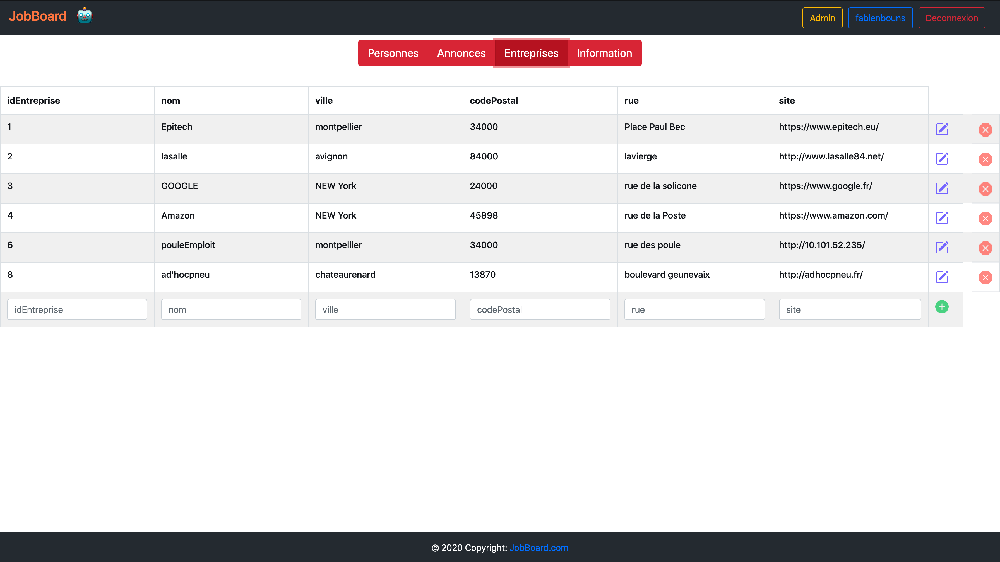 JobBoard
Admin fabienbouns Deconnexion
Personnes Annonces Entreprises Information
idEntreprise nom ville codePostal rue site
1 Epitech montpellier 34000 Place Paul Bec https://www.epitech.eu/
2 lasalle avignon 84000 lavierge http://www.lasalle84.net/
3 GOOGLE NEW York 24000 rue de la solicone https://www.google.fr/
4 Amazon NEW York 45898 rue de la Poste https://www.amazon.com/
6 pouleEmploit montpellier 34000 rue des poule http://10.101.52.235/
8 ad'hocpneu chateaurenard 13870 boulevard geunevaix http://adhocpneu.fr/
idEntreprise nom ville codePostal rue site
© 2020 Copyright: JobBoard.com